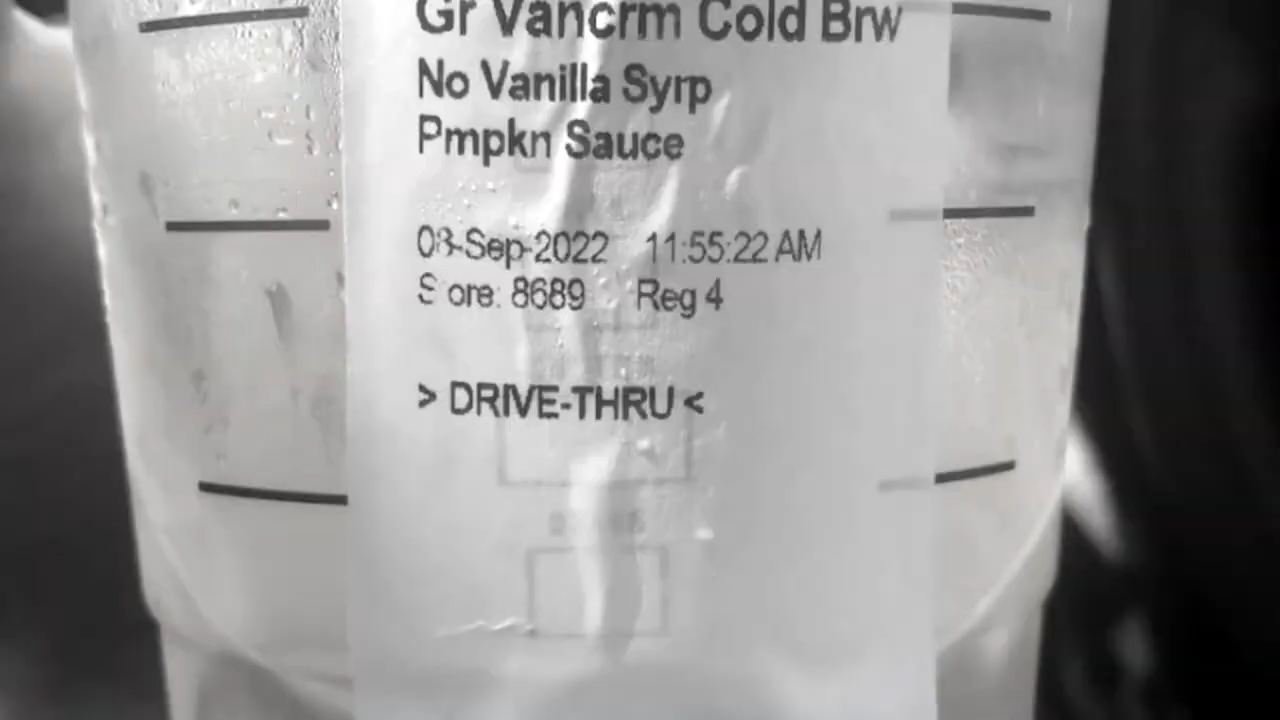 Gr Vancrm Cold Brw
No Vanilla Syrp
Pmpkn Sauce
08-Sep-2022 11:55:22 AM
S ore: 8689 Reg 4
> DRIVE-THRU <